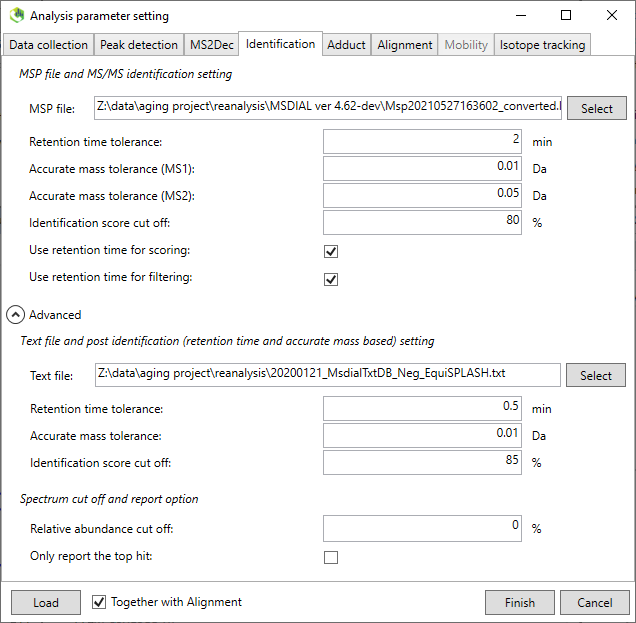 Analysis parameter setting
Data collection Peak detection MS2Dec Identification Adduct Alignment Mobility Isotope tracking
MSP file and MS/MS identification setting
MSP file: Z:\data\aging project\reanalysis\MSDIAL ver 4.62-dev\Msp20210527163602_converted. Select
Retention time tolerance: 2 min
Accurate mass tolerance (MS1): 0.01 Da
Accurate mass tolerance (MS2): 0.05 Da
Identification score cut off: 80 %
Use retention time for scoring:
Use retention time for filtering:
Advanced
Text file and post identification (retention time and accurate mass based) setting
Text file: Z:\data\aging project\reanalysis\20200121_MsdialTxtDB_Neg_EquiSPLASH.txt Select
Retention time tolerance: 0.5 min
Accurate mass tolerance: 0.01 Da
Identification score cut off: 85 %
Spectrum cut off and report option
Relative abundance cut off: 0 %
Only report the top hit:
Load Together with Alignment Finish Cancel